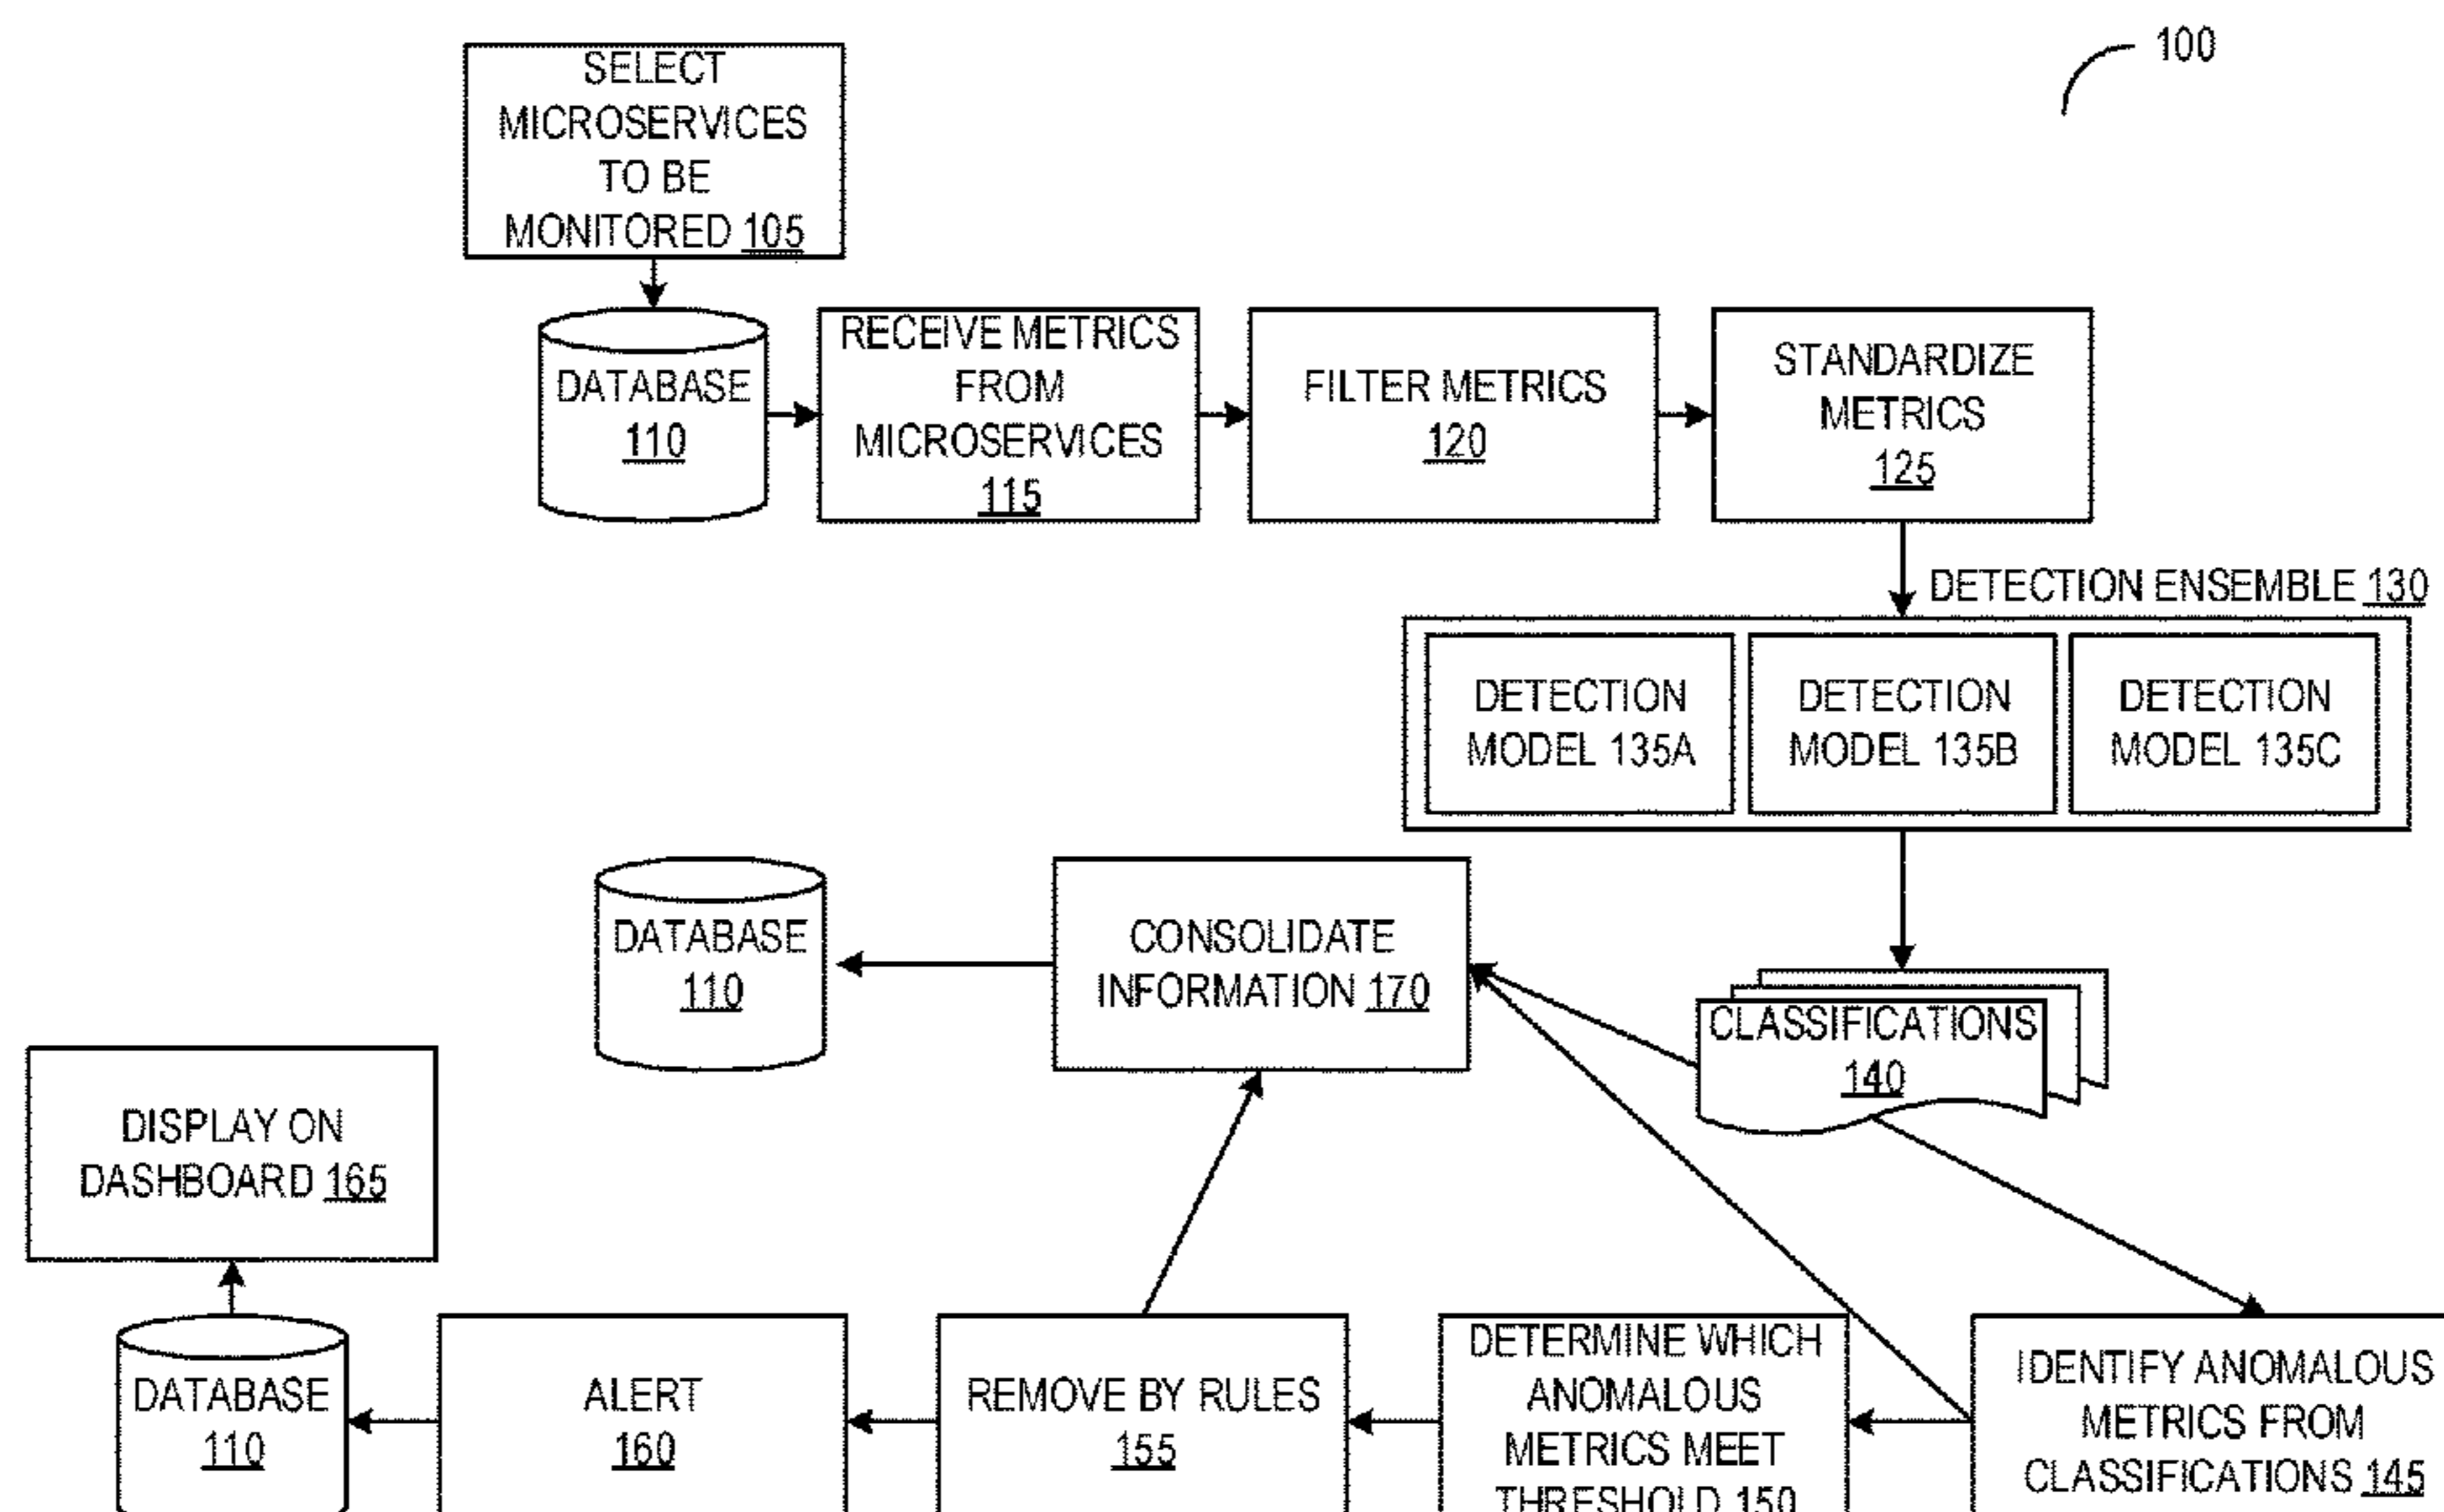 100
SELECT
MICROSERVICES
TO BE
MONITORED 105
DATABASE
110
RECEIVE METRICS
FROM
MICROSERVICES
115
FILTER METRICS
120
STANDARDIZE
METRICS
125
DETECTION ENSEMBLE 130
DETECTION
MODEL 135A
DETECTION
MODEL 135B
DETECTION
MODEL 135C
DATABASE
110
CONSOLIDATE
INFORMATION 170
CLASSIFICATIONS
140
DISPLAY ON
DASHBOARD 165
DATABASE
110
ALERT
160
REMOVE BY RULES
155
DETERMINE WHICH
ANOMALOUS
METRICS MEET
THRESHOLD 150
IDENTIFY ANOMALOUS
METRICS FROM
CLASSIFICATIONS 145